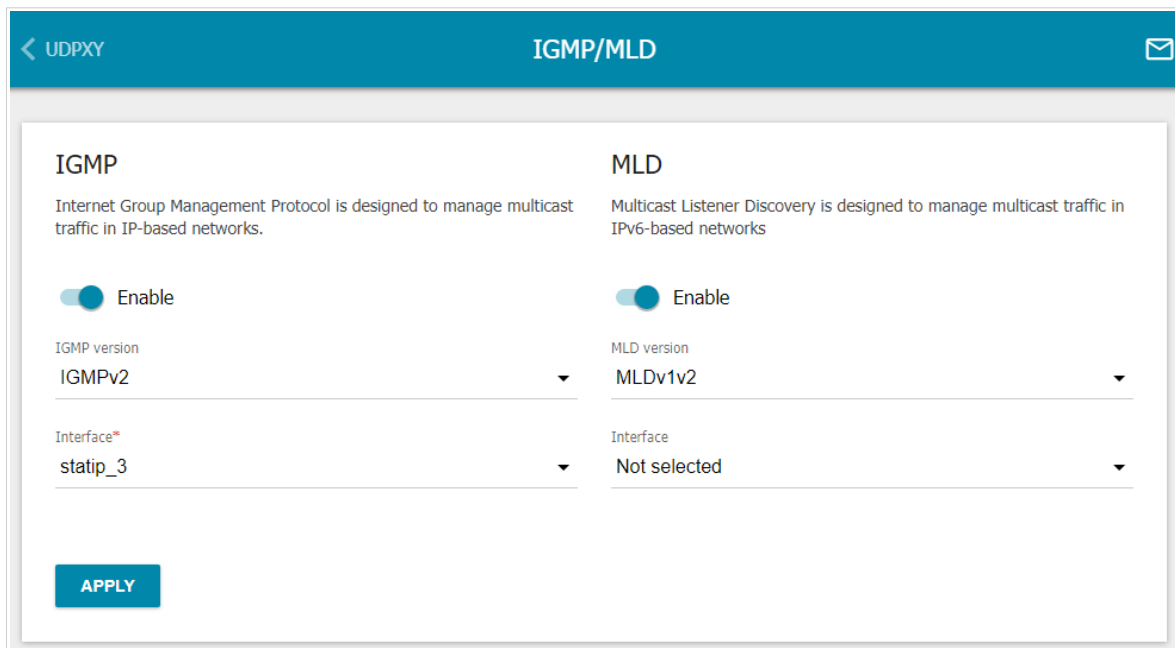 UDPXY
IGMP/MLD
IGMP
Internet Group Management Protocol is designed to manage multicast
traffic in IP-based networks.
Enable
IGMP version
IGMPv2
Interface*
statip_3
MLD
Multicast Listener Discovery is designed to manage multicast traffic in
IPv6-based networks
Enable
MLD version
MLDv1v2
Interface
Not selected
APPLY